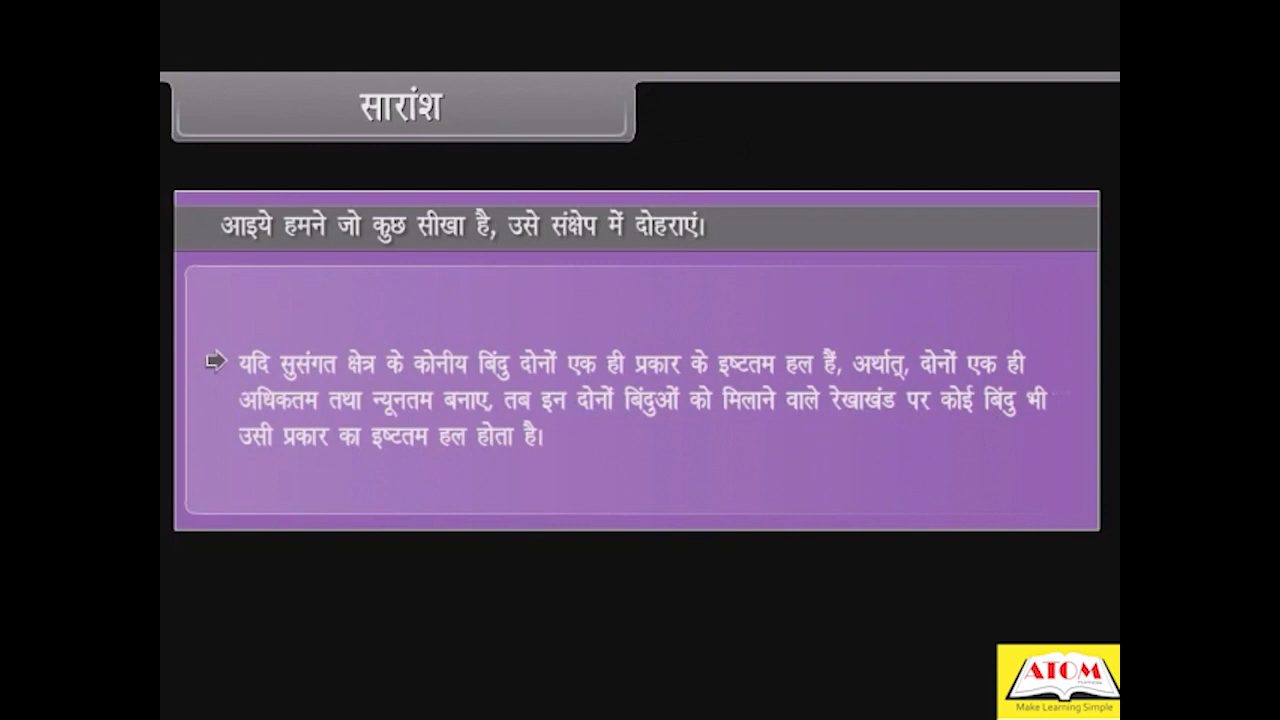 सारांश
आइये हमने जो कुछ सीखा है, उसे संक्षेप में दोहराएं।
यदि सुसंगत क्षेत्र के कोनीय बिंदु दोनों एक ही प्रकार के इष्टतम हल हैं, अर्थात्, दोनों एक ही
अधिकतम तथा न्यूनतम बनाए, तब इन दोनों बिंदुओं को मिलाने वाले रेखाखंड पर कोई बिंदु भी
उसी प्रकार का इष्टतम हल होता है।
ATOM
Make Learning Simple